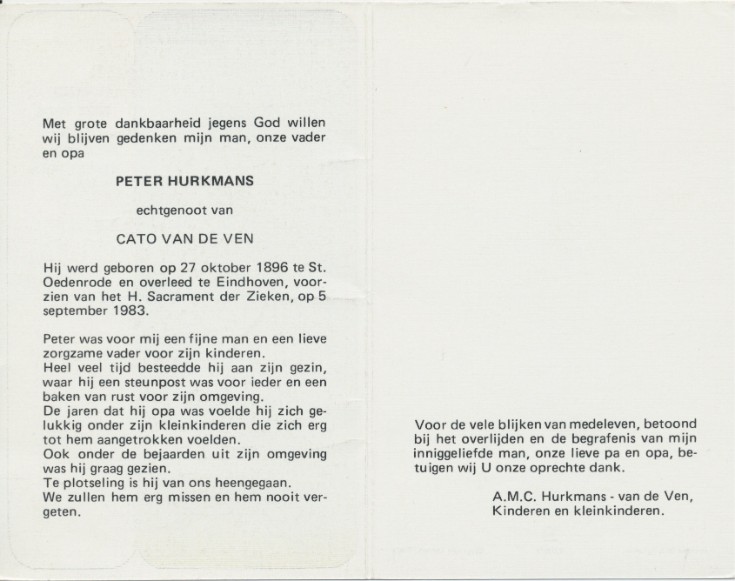 Met grote dankbaarheid jegens God willen
wij blijven gedenken mijn man, onze vader
en opa
PETER HURKMANS
echtgenoot van
CATO VAN DE VEN
Hij werd geboren op 27 oktober 1896 te St.
Oedenrode en overleed te Eindhoven, voor-
zien van het H. Sacrament der Zieken, op 5
september 1983.
Peter was voor mij een fijne man en een lieve
zorgzame vader voor zijn kinderen.
Heel veel tijd besteedde hij aan zijn gezin,
waar hij een steunpost was voor ieder en een
baken van rust voor zijn omgeving.
De jaren dat hij opa was voelde hij zich ge-
lukkig onder zijn kleinkinderen die zich erg
tot hem aangetrokken voelden.
Ook onder de bejaarden uit zijn omgeving
was hij graag gezien.
Te plotseling is hij van ons heengegaan.
We zullen hem erg missen en hem nooit ver-
geten.
Voor de vele blijken van medeleven, betoond
bij het overlijden en de begrafenis van mijn
inniggeliefde man, onze lieve pa en opa, be-
tuigen wij U onze oprechte dank.
A.M.C. Hurkmans - van de Ven,
Kinderen en kleinkinderen.